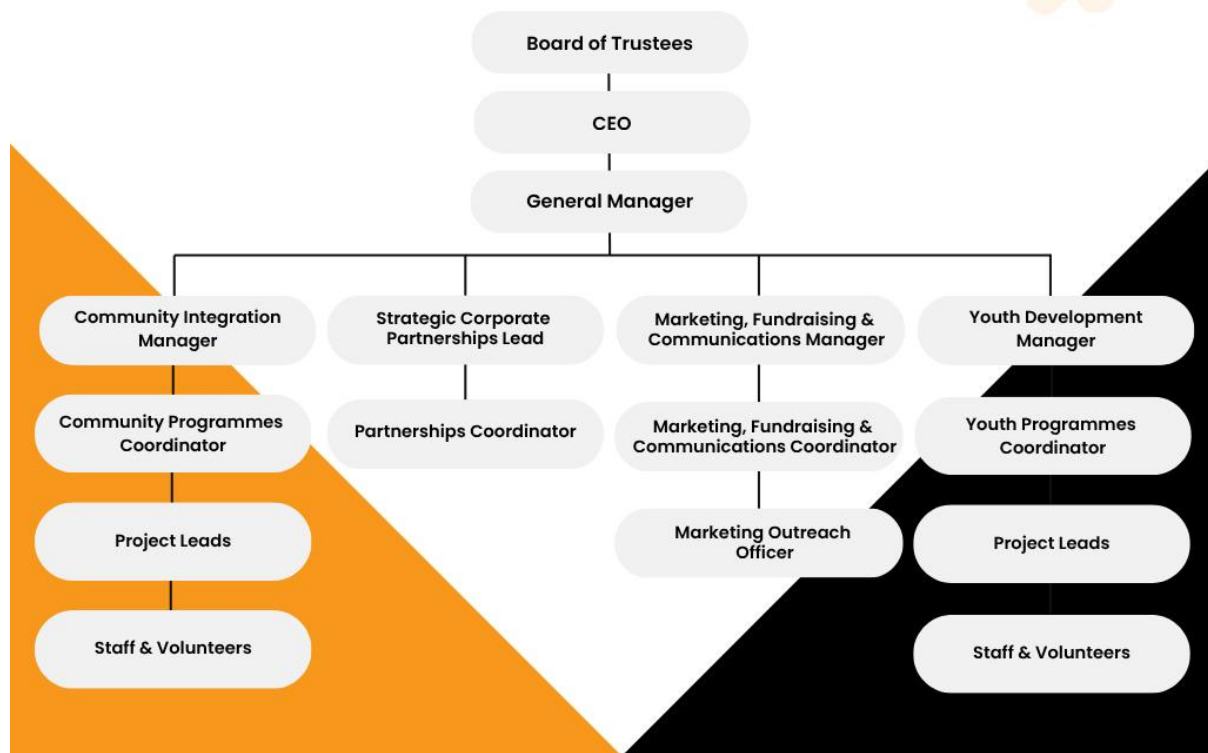 Board of Trustees
CEO
General Manager
Community Integration
Manager
Strategic Corporate
Partnerships Lead
Marketing, Fundraising &
Communications Manager
Youth Development
Manager
Community Programmes
Coordinator
Partnerships Coordinator
Marketing, Fundraising &
Communications Coordinator
Youth Programmes
Coordinator
Project Leads
Marketing Outreach
Officer
Project Leads
Staff & Volunteers
Staff & Volunteers